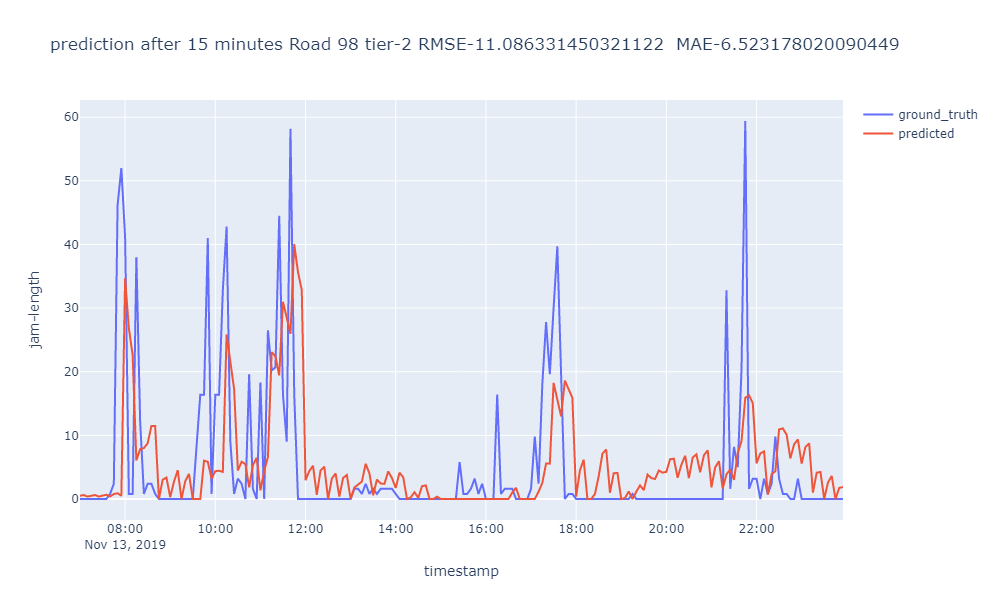 prediction after 15 minutes Road 98 tier-2 RMSE-11.086331450321122  MAE-6.523178020090449
ground_truth
predicted
jam-length
60
50
40
30
20
10
0
08:00 10:00 12:00 14:00 16:00 18:00 20:00 22:00
Nov 13, 2019
timestamp